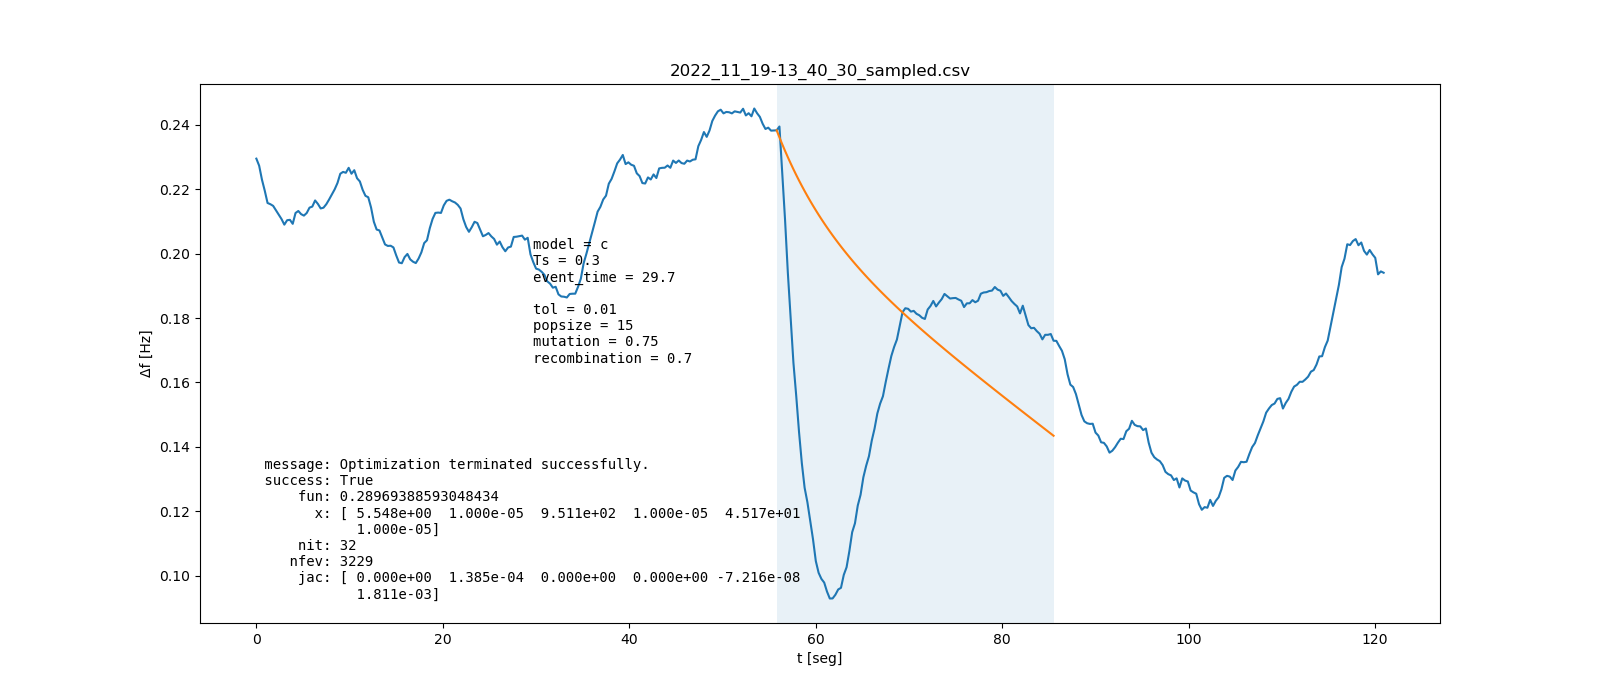 2022_11_19-13_40_30_sampled.csv
0.24
0.22
0.20
0.18
0.16
0.14
0.12
0.10
Δf [Hz]
model = c
Ts = 0.3
event_time = 29.7
tol = 0.01
popsize = 15
mutation = 0.75
recombination = 0.7
message: Optimization terminated successfully.
success: True
fun: 0.28969388593048434
x: [ 5.548e+00  1.000e-05  9.511e+02  1.000e-05  4.517e+01
1.000e-05]
nit: 32
nfev: 3229
jac: [ 0.000e+00  1.385e-04  0.000e+00  0.000e+00 -7.216e-08
1.811e-03]
0 20 40 60 80 100 120
t [seg]